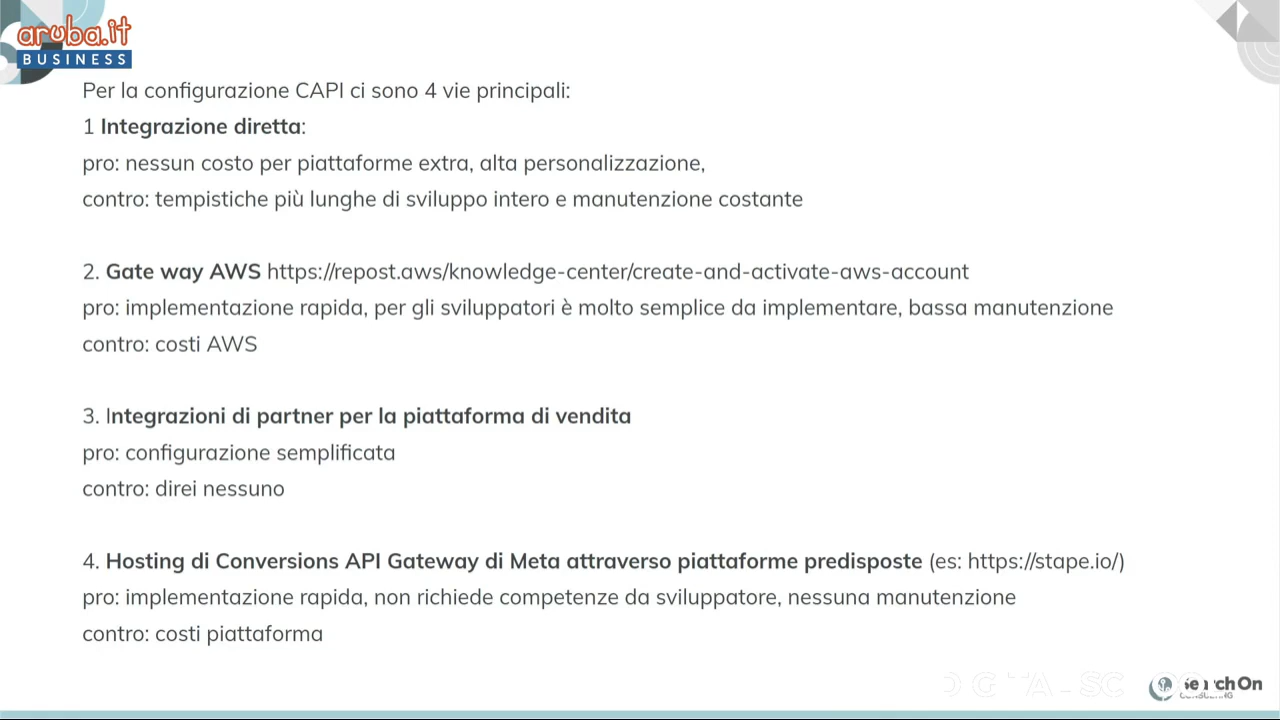 aruba.it
BUSINESS
Per la configurazione CAPI ci sono 4 vie principali:
1 Integrazione diretta:
pro: nessun costo per piattaforme extra, alta personalizzazione,
contro: tempistiche più lunghe di sviluppo intero e manutenzione costante
2. Gate way AWS https://repost.aws/knowledge-center/create-and-activate-aws-account
pro: implementazione rapida, per gli sviluppatori è molto semplice da implementare, bassa manutenzione
contro: costi AWS
3. Integrazioni di partner per la piattaforma di vendita
pro: configurazione semplificata
contro: direi nessuno
4. Hosting di Conversions API Gateway di Meta attraverso piattaforme predisposte (es: https://stape.io/)
pro: implementazione rapida, non richiede competenze da sviluppatore, nessuna manutenzione
contro: costi piattaforma